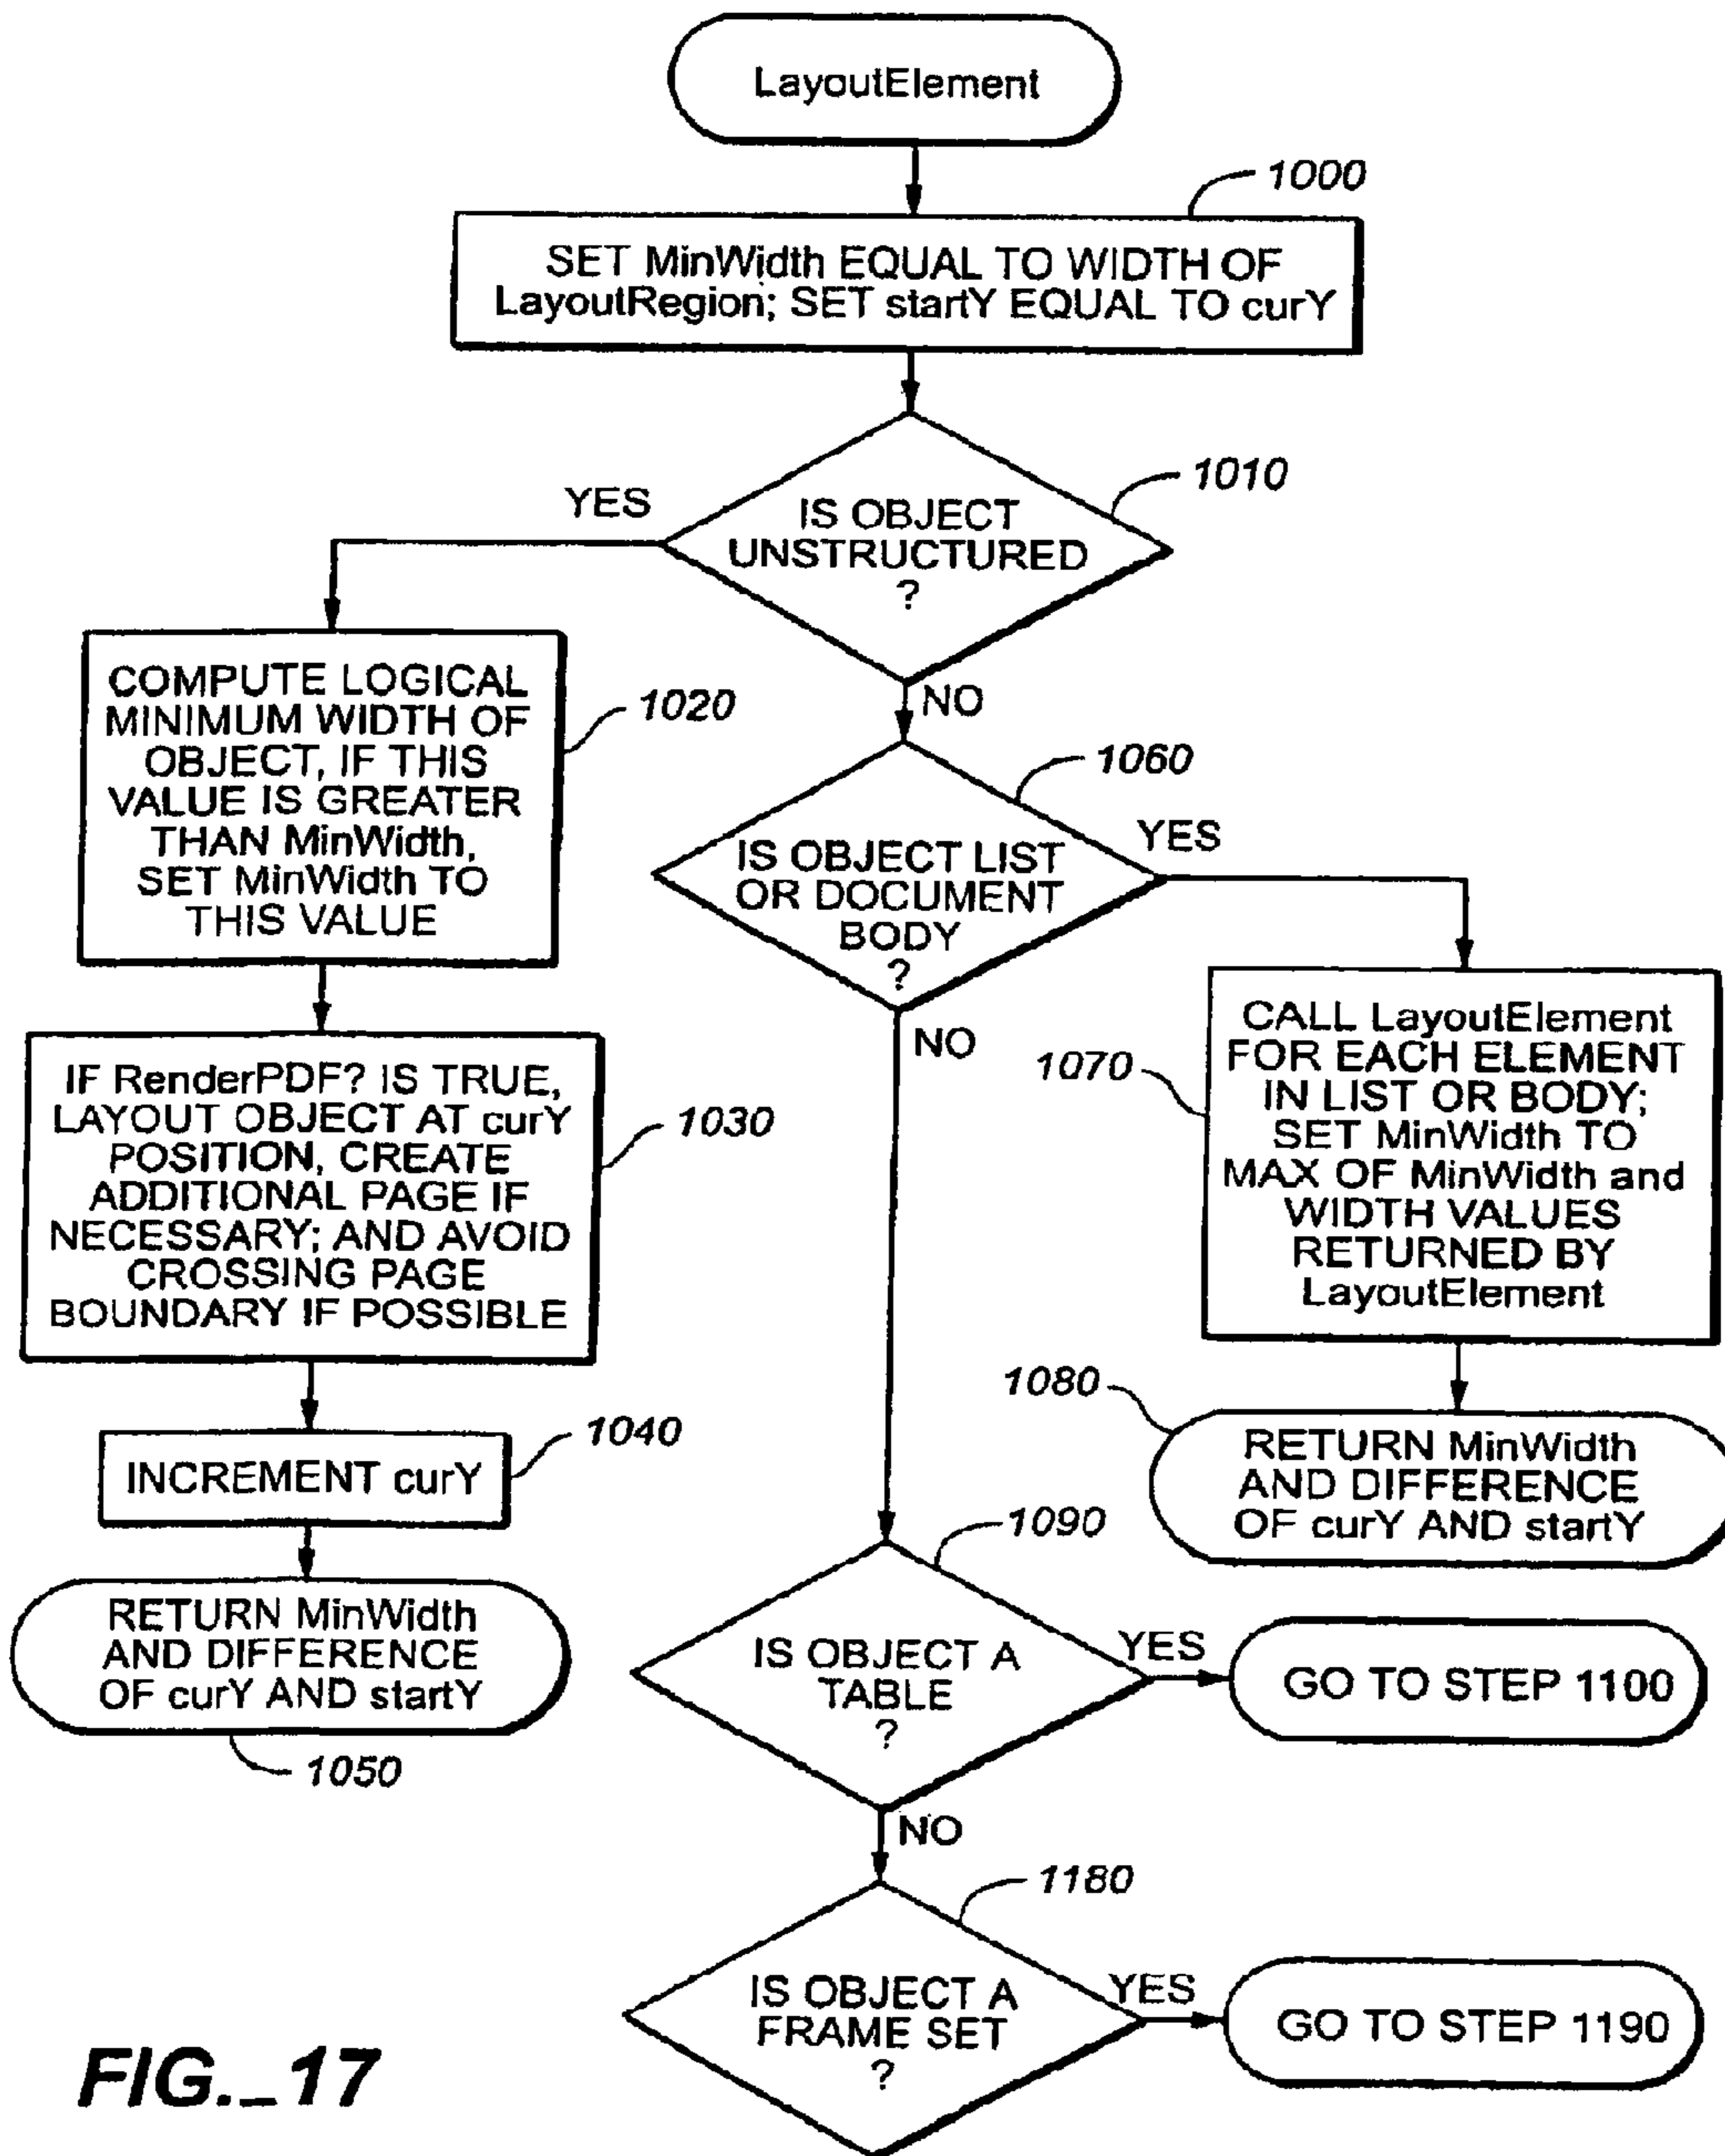 LayoutElement
1000
SET MinWidth EQUAL TO WIDTH OF
LayoutRegion; SET startY EQUAL TO curY
1010
YES
IS OBJECT
UNSTRUCTURED
?
NO
COMPUTE LOGICAL
MINIMUM WIDTH OF
OBJECT, IF THIS
VALUE IS GREATER
THAN MinWidth,
SET MinWidth TO
THIS VALUE
1020
1060
YES
IS OBJECT LIST
OR DOCUMENT
BODY
?
NO
IF RenderPDF? IS TRUE,
LAYOUT OBJECT AT curY
POSITION, CREATE
ADDITIONAL PAGE IF
NECESSARY; AND AVOID
CROSSING PAGE
BOUNDARY IF POSSIBLE
1030
1070
CALL LayoutElement
FOR EACH ELEMENT
IN LIST OR BODY;
SET MinWidth TO
MAX OF MinWidth and
WIDTH VALUES
RETURNED BY
LayoutElement
INCREMENT curY
1040
1080
RETURN MinWidth
AND DIFFERENCE
OF curY AND startY
RETURN MinWidth
AND DIFFERENCE
OF curY AND startY
1050
1090
IS OBJECT A
TABLE
?
YES
GO TO STEP 1100
NO
1180
IS OBJECT A
FRAME SET
?
YES
GO TO STEP 1190
FIG._17